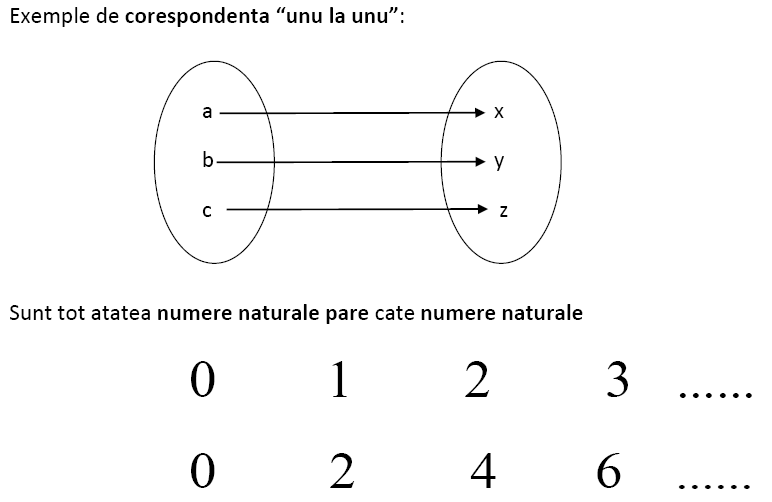 Exemple de corespondenta “unu la unu”:
a x
b y
c z
Sunt tot atatea numere naturale pare cate numere naturale
0 1 2 3 ......
0 2 4 6 ......